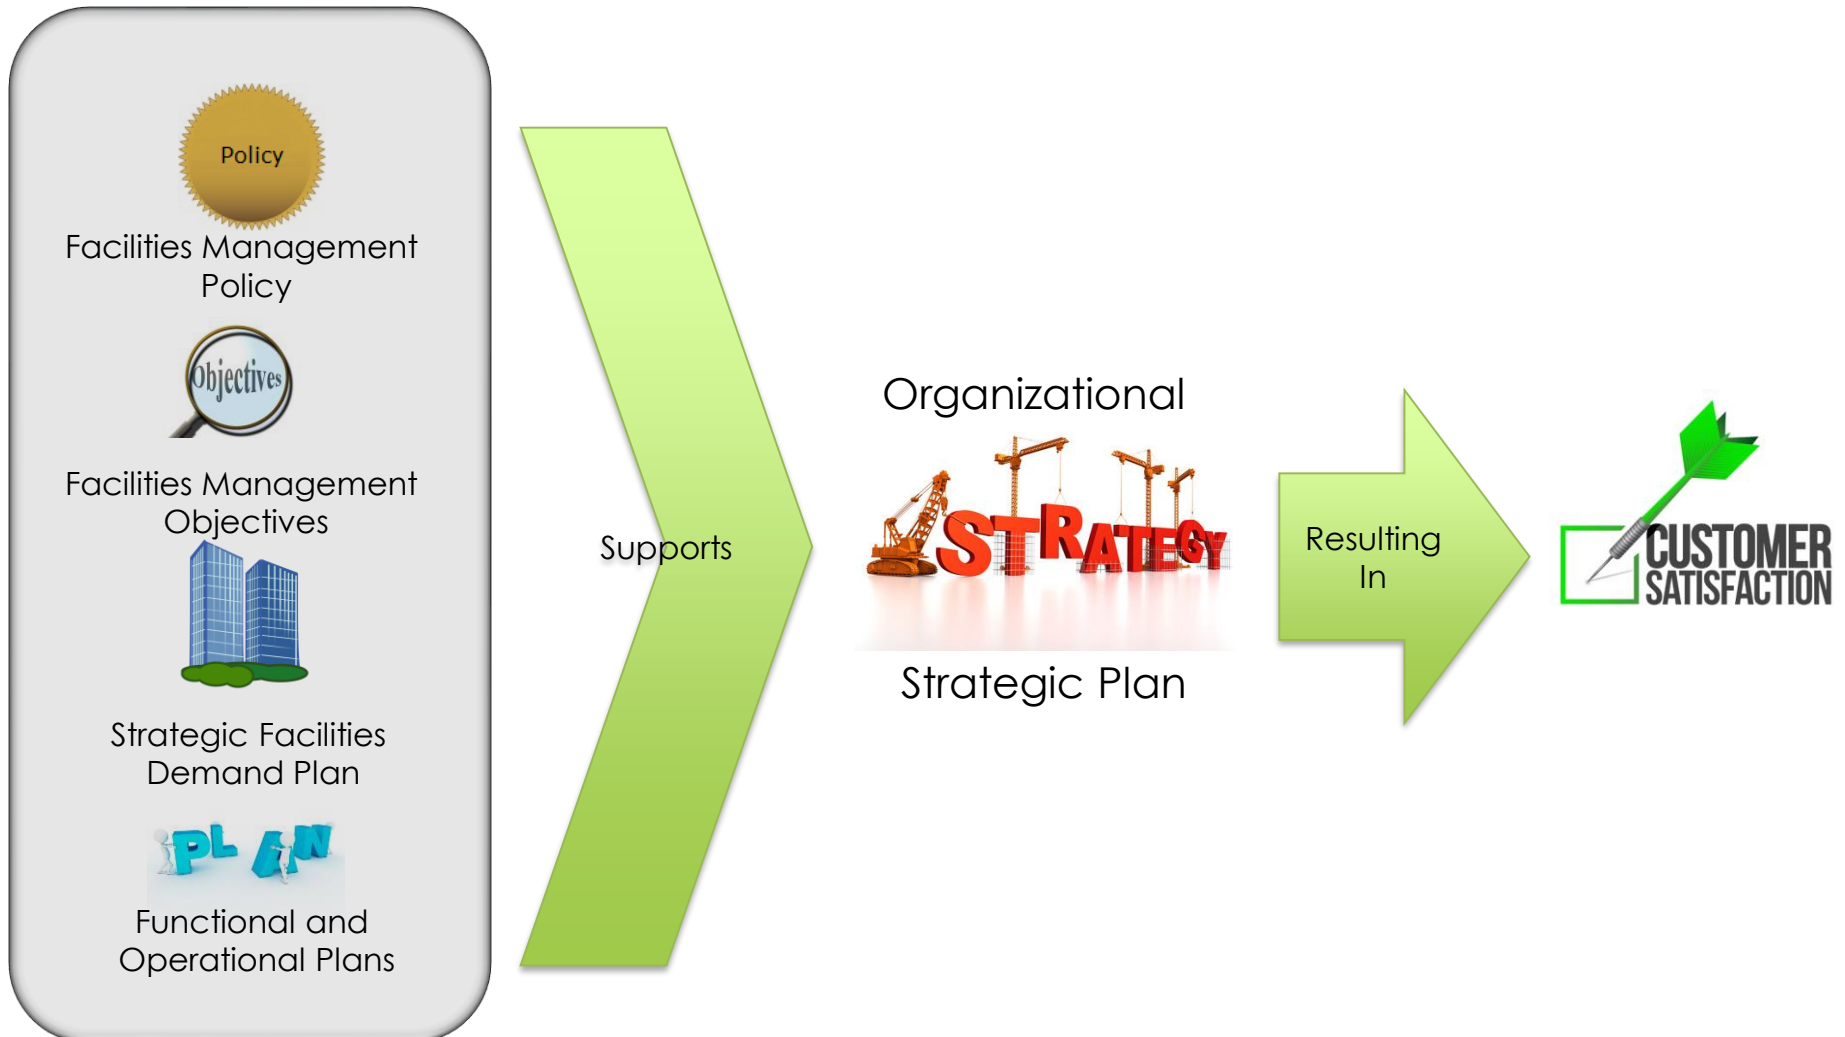 Policy
Facilities Management
Policy
Objectives
Facilities Management
Objectives
Strategic Facilities
Demand Plan
PLAN
Functional and
Operational Plans
Supports
Organizational
STRATEGY
Strategic Plan
Resulting
In
CUSTOMER
SATISFACTION